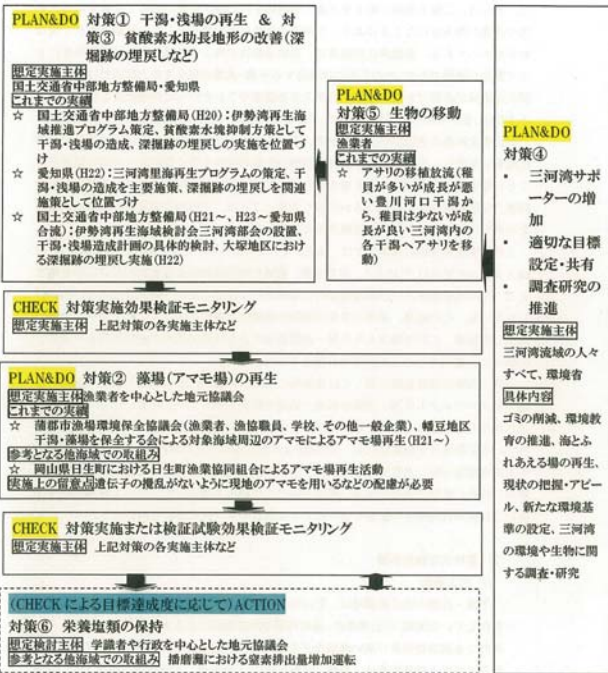 PLAN&DO 対策① 干潟・浅場の再生 & 対
策③ 貧酸素水助長地形の改善(深
掘跡の埋戻しなど)
想定実施主体
国土交通省中部地方整備局・愛知県
これまでの実績
☆ 国土交通省中部地方整備局(H20):伊勢湾再生海
域推進プログラム策定、貧酸素水塊抑制方策として
干潟・浅場の造成、深掘跡の埋戻しの実施を位置づ
け
☆ 愛知県(H22):三河湾里海再生プログラムの策定、干
潟・浅場の造成を主要施策、深掘跡の埋戻しを関連
施策として位置づけ
☆ 国土交通省中部地方整備局(H21～、H23～愛知県
合流):伊勢湾再生海域検討会三河湾部会の設置、
干潟・浅場造成計画の具体的検討、大塚地区におけ
る深掘跡の埋戻し実施(H22)
PLAN&DO
対策⑤ 生物の移動
想定実施主体
漁業者
これまでの実績
☆ アサリの移植放流(稚
貝が多いが成長が悪
い豊川河口干潟か
ら、稚貝は少ないが成
長が良い三河湾内の
各干潟へアサリを移
動)
PLAN&DO
対策④
・ 三河湾サポ
ーターの増
加
・ 適切な目標
設定・共有
・ 調査研究の
推進
想定実施主体
三河湾流域の人々
すべて、環境省
具体内容
ゴミの削減、環境教
育の推進、海とふ
れあえる場の再生、
現状の把握・アピー
ル、新たな環境基
準の設定、三河湾
の環境や生物に関
する調査・研究
CHECK 対策実施効果検証モニタリング
想定実施主体 上記対策の各実施主体など
PLAN&DO 対策② 藻場(アマモ場)の再生
想定実施主体漁業者を中心とした地元協議会
これまでの実績
☆ 蒲郡市漁場環境保全協議会(漁業者、漁協職員、学校、その他一般企業)、幡豆地区
干潟・藻場を保全する会による対象海域周辺のアマモによるアマモ場再生(H21～)
参考となる他海域での取組み
☆ 岡山県日生町における日生町漁業協同組合によるアマモ場再生活動
実施上の留意点遺伝子の攪乱がないように現地のアマモを用いるなどの配慮が必要
CHECK 対策実施または検証試験効果検証モニタリング
想定実施主体 上記対策の各実施主体など
(CHECKによる目標達成度に応じて)ACTION
対策⑥ 栄養塩類の保持
想定検討主体 学識者や行政を中心とした地元協議会
参考となる他海域での取組み 播磨灘における窒素排出量増加運転